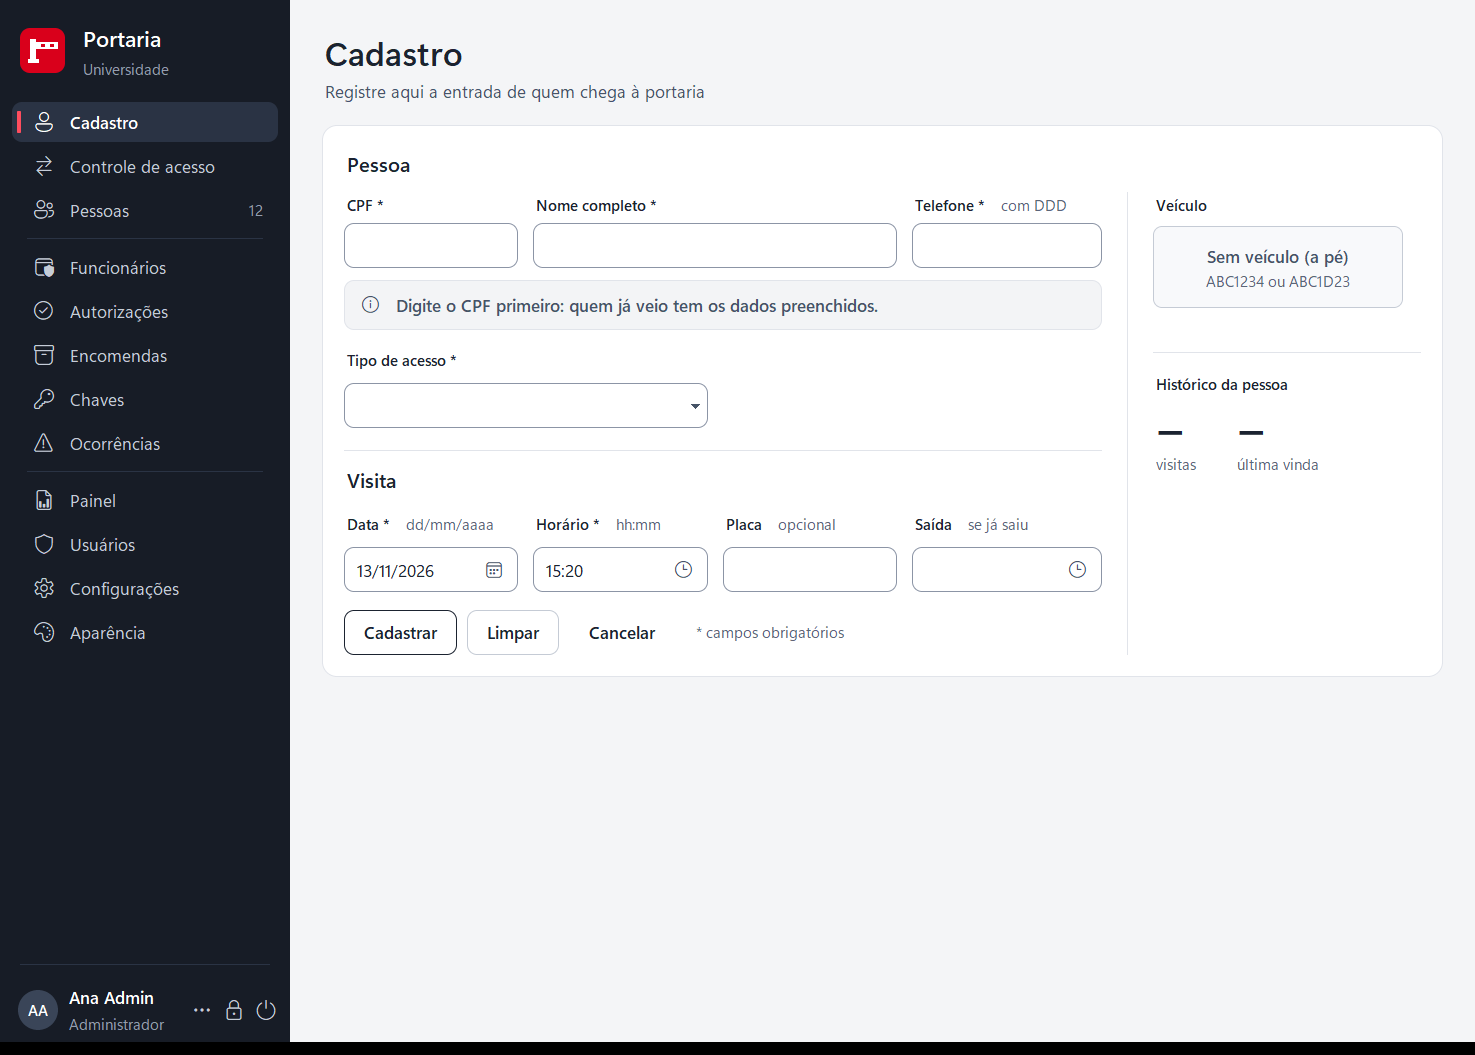 Portaria
Universidade
Cadastro
Controle de acesso
Pessoas 12
Funcionários
Autorizações
Encomendas
Chaves
Ocorrências
Painel
Usuários
Configurações
Aparência
AA
Ana Admin
Administrador
Cadastro
Registre aqui a entrada de quem chega à portaria
Pessoa
CPF * Nome completo * Telefone * com DDD
Digite o CPF primeiro: quem já veio tem os dados preenchidos.
Tipo de acesso *
Visita
Data * dd/mm/aaaa Horário * hh:mm Placa opcional Saída se já saiu
13/11/2026 15:20
Cadastrar Limpar Cancelar * campos obrigatórios
Veículo
Sem veículo (a pé)
ABC1234 ou ABC1D23
Histórico da pessoa
— —
visitas última vinda